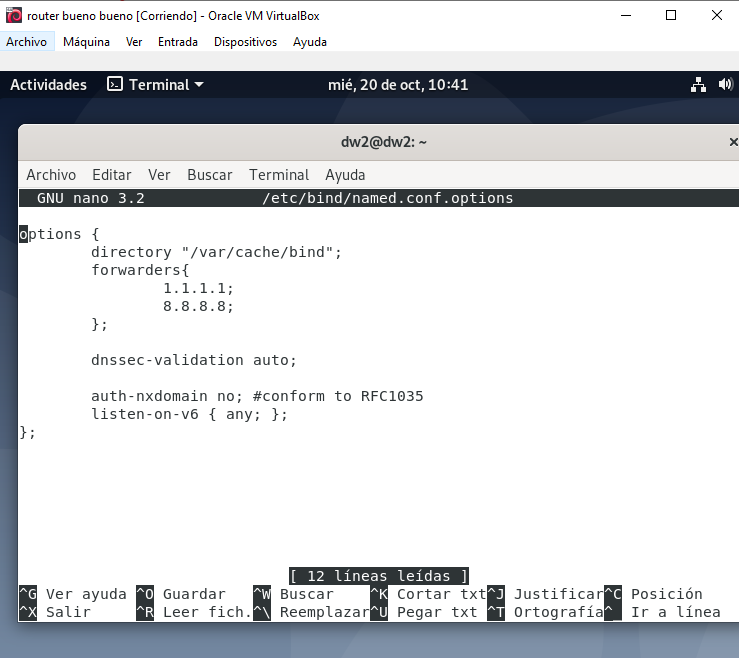 router bueno bueno [Corriendo] - Oracle VM VirtualBox
Archivo Máquina Ver Entrada Dispositivos Ayuda
Actividades Terminal mié, 20 de oct, 10:41
dw2@dw2: ~
Archivo Editar Ver Buscar Terminal Ayuda
GNU nano 3.2 /etc/bind/named.conf.options
options {
directory "/var/cache/bind";
forwarders{
1.1.1.1;
8.8.8.8;
};
dnssec-validation auto;
auth-nxdomain no; #conform to RFC1035
listen-on-v6 { any; };
};
[ 12 líneas leídas ]
^G Ver ayuda ^O Guardar ^W Buscar ^K Cortar txt ^J Justificar ^C Posición
^X Salir ^R Leer fich. ^\ Reemplazar ^U Pegar txt ^T Ortografía ^_ Ir a línea